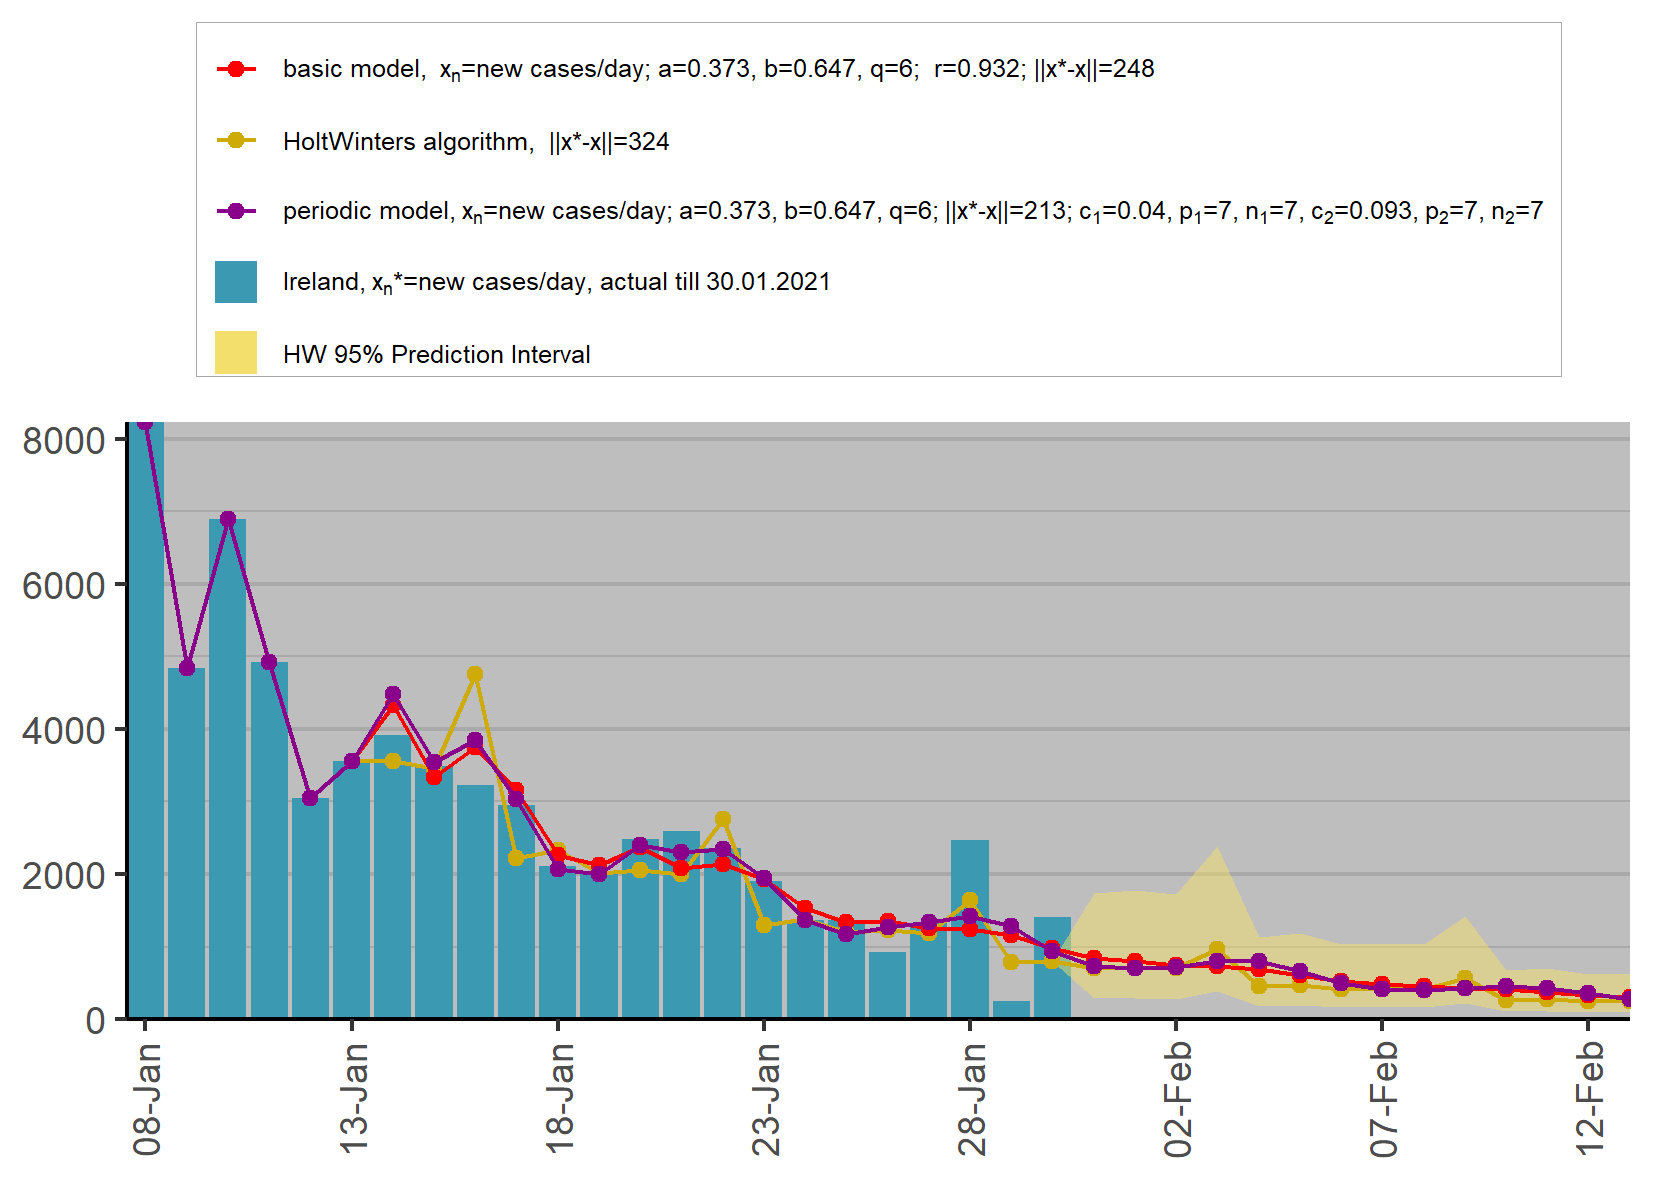 basic model, xn=new cases/day; a=0.373, b=0.647, q=6; r=0.932; ||x*-x||=248
HoltWinters algorithm, ||x*-x||=324
periodic model, xn=new cases/day; a=0.373, b=0.647, q=6; ||x*-x||=213; c1=0.04, p1=7, n1=7, c2=0.093, p2=7, n2=7
Ireland, xn*=new cases/day, actual till 30.01.2021
HW 95% Prediction Interval
8000
6000
4000
2000
0
08-Jan
13-Jan
18-Jan
23-Jan
28-Jan
02-Feb
07-Feb
12-Feb